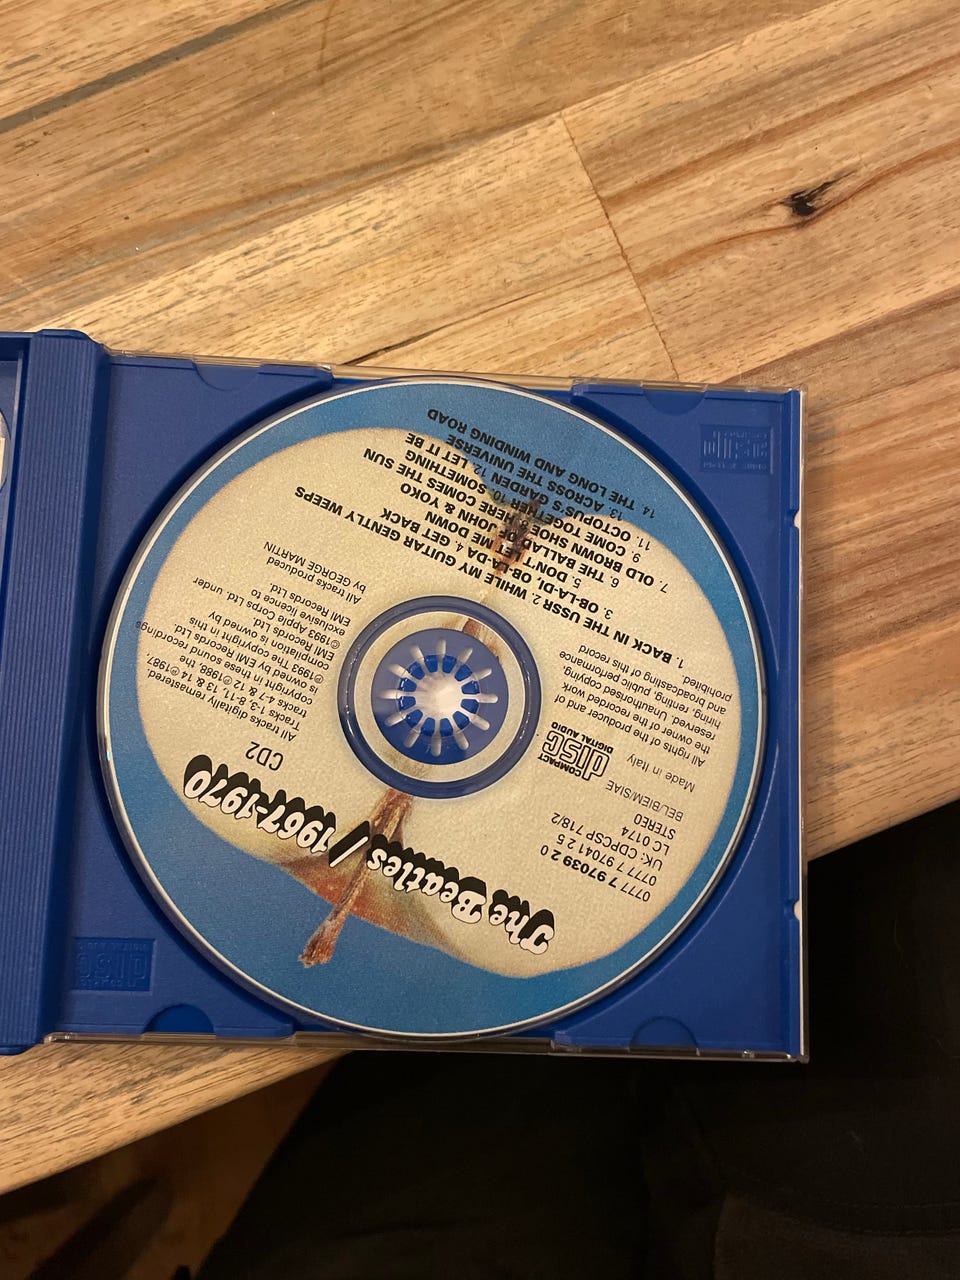 The Beatles / 1967-1970
0777 7 97039 2 0
0777 7 97041 2 5
UK: CDPCSP 718/2
LC 0174
STEREO
BEL/BIEM/SIAE
Made in Italy
COMPACT
disc
DIGITAL AUDIO
CD2
All tracks digitally remastered.
Tracks 1-3, 8-11, 13 & 14 ℗1987,
tracks 4-7 & 12 ℗1988, the
copyright in these sound recordings
is owned by EMI Records Ltd.
℗1993 The copyright in this
compilation is owned by
EMI Records Ltd.
©1993 Apple Corps Ltd. under
exclusive licence to
EMI Records Ltd.
All rights of the producer and
the owner of the recorded work
reserved. Unauthorised copying,
hiring, renting, public performance
and broadcasting of this record
prohibited.
All tracks produced
by GEORGE MARTIN
1. BACK IN THE USSR 2. WHILE MY GUITAR GENTLY WEEPS
3. OB-LA-DI, OB-LA-DA 4. GET BACK
5. DON'T LET ME DOWN
6. THE BALLAD OF JOHN & YOKO
7. OLD BROWN SHOE 8. HERE COMES THE SUN
9. COME TOGETHER 10. SOMETHING
11. OCTOPUS'S GARDEN 12. LET IT BE
13. ACROSS THE UNIVERSE
14. THE LONG AND WINDING ROAD
COMPACT
disc
DIGITAL AUDIO
COMPACT
disc
DIGITAL AUDIO